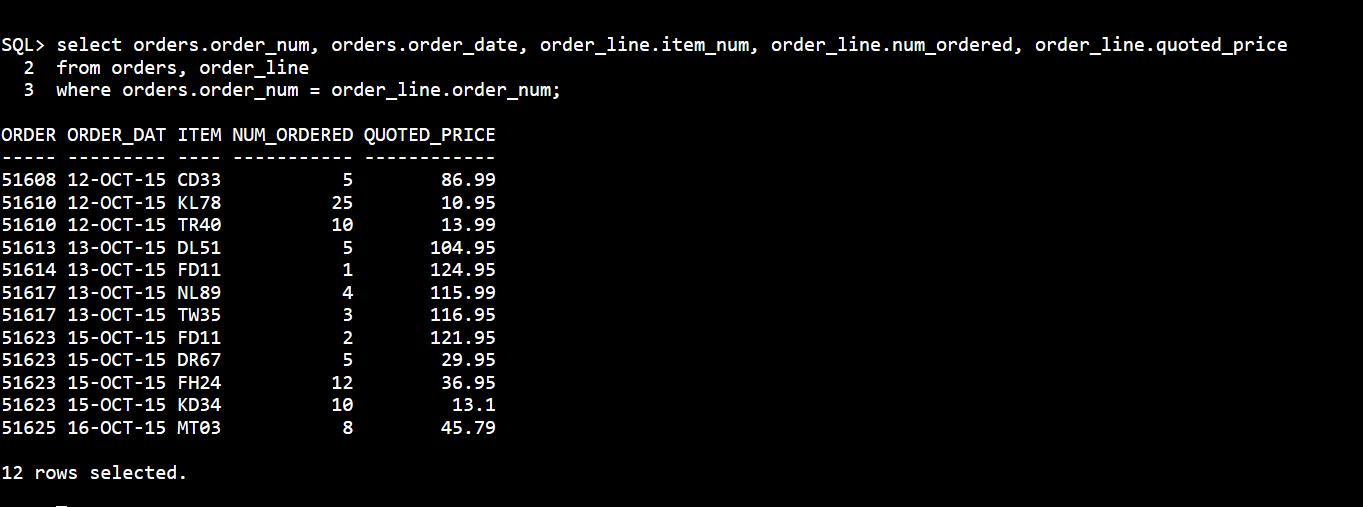 SQL> select orders.order_num, orders.order_date, order_line.item_num, order_line.num_ordered, order_line.quoted_price
  2  from orders, order_line
  3  where orders.order_num = order_line.order_num;

ORDER ORDER_DAT ITEM NUM_ORDERED QUOTED_PRICE
----- --------- ---- ----------- ------------
51608 12-OCT-15 CD33           5        86.99
51610 12-OCT-15 KL78          25        10.95
51610 12-OCT-15 TR40          10        13.99
51613 13-OCT-15 DL51           5       104.95
51614 13-OCT-15 FD11           1       124.95
51617 13-OCT-15 NL89           4       115.99
51617 13-OCT-15 TW35           3       116.95
51623 15-OCT-15 FD11           2       121.95
51623 15-OCT-15 DR67           5        29.95
51623 15-OCT-15 FH24          12        36.95
51623 15-OCT-15 KD34          10         13.1
51625 16-OCT-15 MT03           8        45.79

12 rows selected.